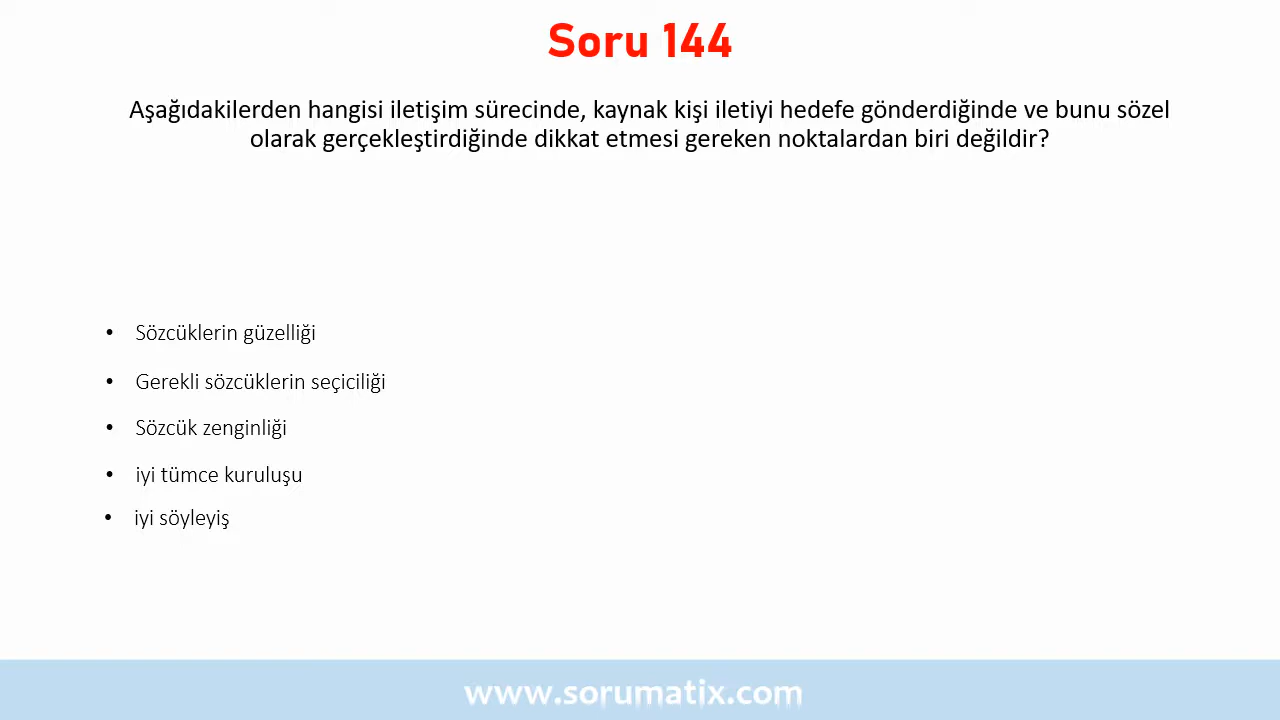 Soru 144
Aşağıdakilerden hangisi iletişim sürecinde, kaynak kişi iletiyi hedefe gönderdiğinde ve bunu sözel
olarak gerçekleştirdiğinde dikkat etmesi gereken noktalardan biri değildir?
• Sözcüklerin güzelliği
• Gerekli sözcüklerin seçiciliği
• Sözcük zenginliği
• iyi tümce kuruluşu
• iyi söyleyiş
www.sorumatix.com